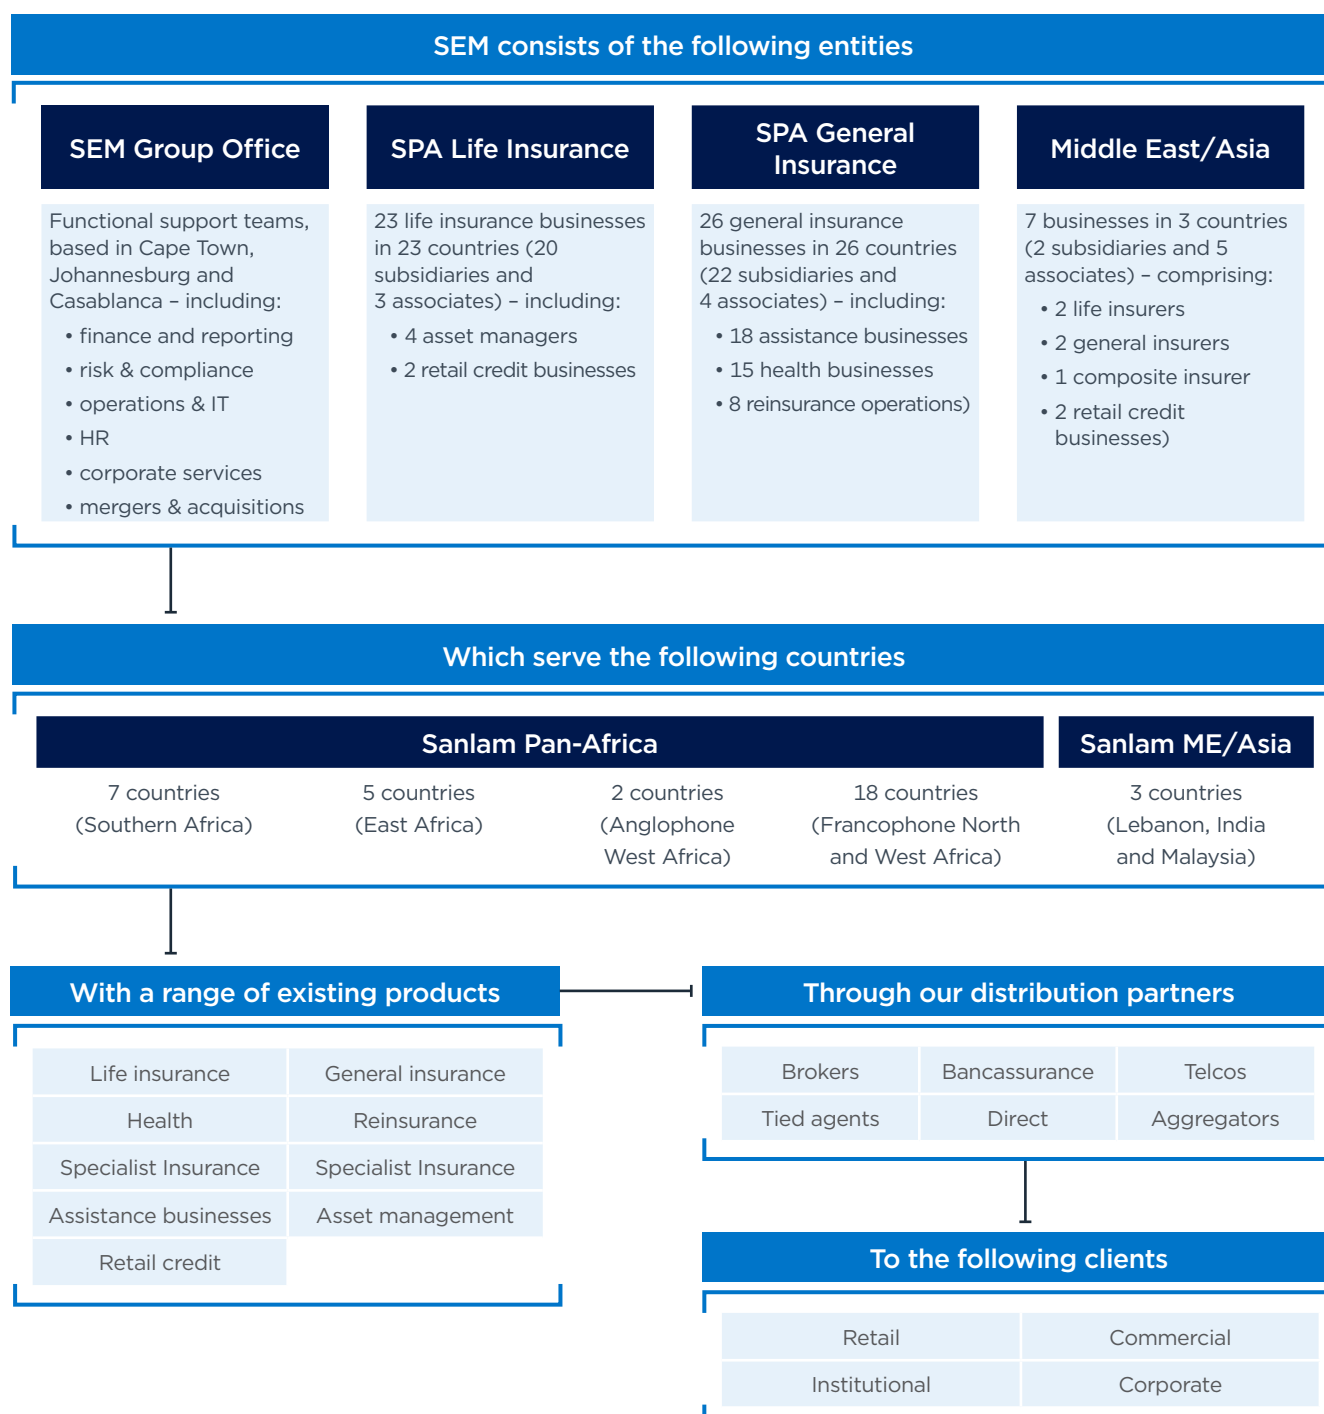 SEM consists of the following entities
SEM Group Office
Functional support teams,
based in Cape Town,
Johannesburg and
Casablanca – including:
• finance and reporting
• risk & compliance
• operations & IT
• HR
• corporate services
• mergers & acquisitions
SPA Life Insurance
23 life insurance businesses
in 23 countries (20
subsidiaries and
3 associates) – including:
• 4 asset managers
• 2 retail credit businesses
SPA General
Insurance
26 general insurance
businesses in 26 countries
(22 subsidiaries and
4 associates) – including:
• 18 assistance businesses
• 15 health businesses
• 8 reinsurance operations)
Middle East/Asia
7 businesses in 3 countries
(2 subsidiaries and 5
associates) – comprising:
• 2 life insurers
• 2 general insurers
• 1 composite insurer
• 2 retail credit
businesses)
Which serve the following countries
Sanlam Pan-Africa
7 countries
(Southern Africa)
5 countries
(East Africa)
2 countries
(Anglophone
West Africa)
18 countries
(Francophone North
and West Africa)
Sanlam ME/Asia
3 countries
(Lebanon, India
and Malaysia)
With a range of existing products
Life insurance
General insurance
Health
Reinsurance
Specialist Insurance
Specialist Insurance
Assistance businesses
Asset management
Retail credit
Through our distribution partners
Brokers
Bancassurance
Telcos
Tied agents
Direct
Aggregators
To the following clients
Retail
Commercial
Institutional
Corporate